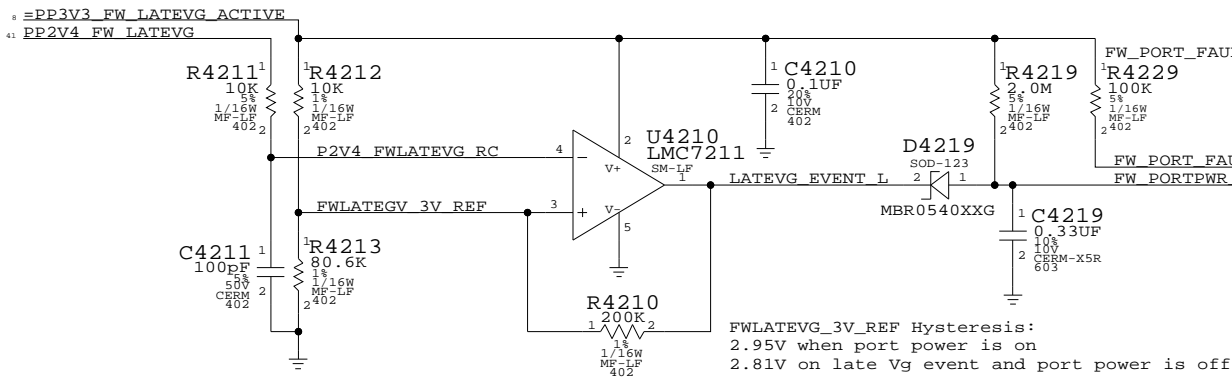 8 =PP3V3_FW_LATEVG_ACTIVE
41 PP2V4_FW_LATEVG
R4211
10K
5%
1/16W
MF-LF
402
1
2
R4212
10K
1%
1/16W
MF-LF
402
1
2
C4210
0.1UF
20%
10V
CERM
402
1
2
R4219
2.0M
5%
1/16W
MF-LF
402
1
2
FW_PORT_FAU
R4229
100K
5%
1/16W
MF-LF
402
1
2
P2V4_FWLATEVG_RC
4
U4210
LMC7211
SM-LF
V+
2
1
V-
5
LATEVG_EVENT_L
D4219
SOD-123
2
1
MBR0540XXG
FW_PORT_FAU
FW_PORTPWR_
FWLATEGV_3V_REF
3
C4211
100pF
5%
50V
CERM
402
1
2
R4213
80.6K
1%
1/16W
MF-LF
402
1
2
C4219
0.33UF
10%
10V
CERM-X5R
603
1
2
R4210
200K
1
2
1%
1/16W
MF-LF
402
FWLATEVG_3V_REF Hysteresis:
2.95V when port power is on
2.81V on late Vg event and port power is off